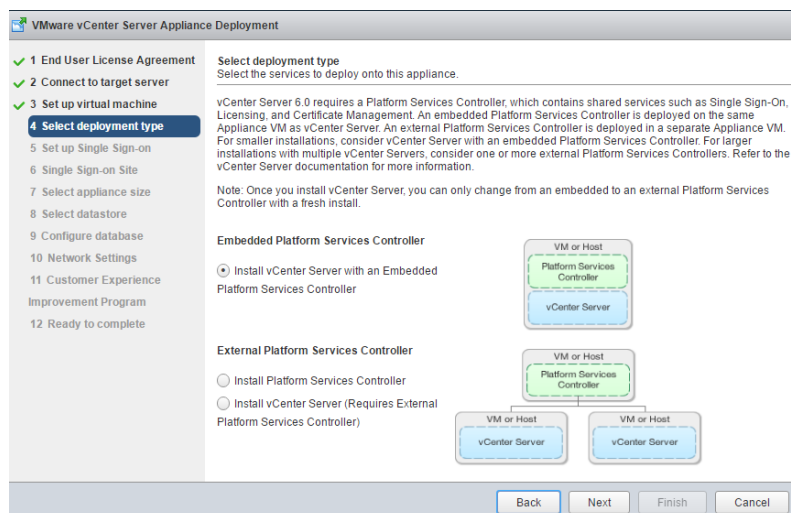 VMware vCenter Server Appliance Deployment
1 End User License Agreement
2 Connect to target server
3 Set up virtual machine
4 Select deployment type
5 Set up Single Sign-on
6 Single Sign-on Site
7 Select appliance size
8 Select datastore
9 Configure database
10 Network Settings
11 Customer Experience
Improvement Program
12 Ready to complete
Select deployment type
Select the services to deploy onto this appliance.
vCenter Server 6.0 requires a Platform Services Controller, which contains shared services such as Single Sign-On,
Licensing, and Certificate Management. An embedded Platform Services Controller is deployed on the same
Appliance VM as vCenter Server. An external Platform Services Controller is deployed in a separate Appliance VM.
For smaller installations, consider vCenter Server with an embedded Platform Services Controller. For larger
installations with multiple vCenter Servers, consider one or more external Platform Services Controllers. Refer to the
vCenter Server documentation for more information.
Note: Once you install vCenter Server, you can only change from an embedded to an external Platform Services
Controller with a fresh install.
Embedded Platform Services Controller
Install vCenter Server with an Embedded
Platform Services Controller
VM or Host
Platform Services
Controller
vCenter Server
External Platform Services Controller
Install Platform Services Controller
Install vCenter Server (Requires External
Platform Services Controller)
VM or Host
Platform Services
Controller
VM or Host
vCenter Server
VM or Host
vCenter Server
Back
Next
Finish
Cancel